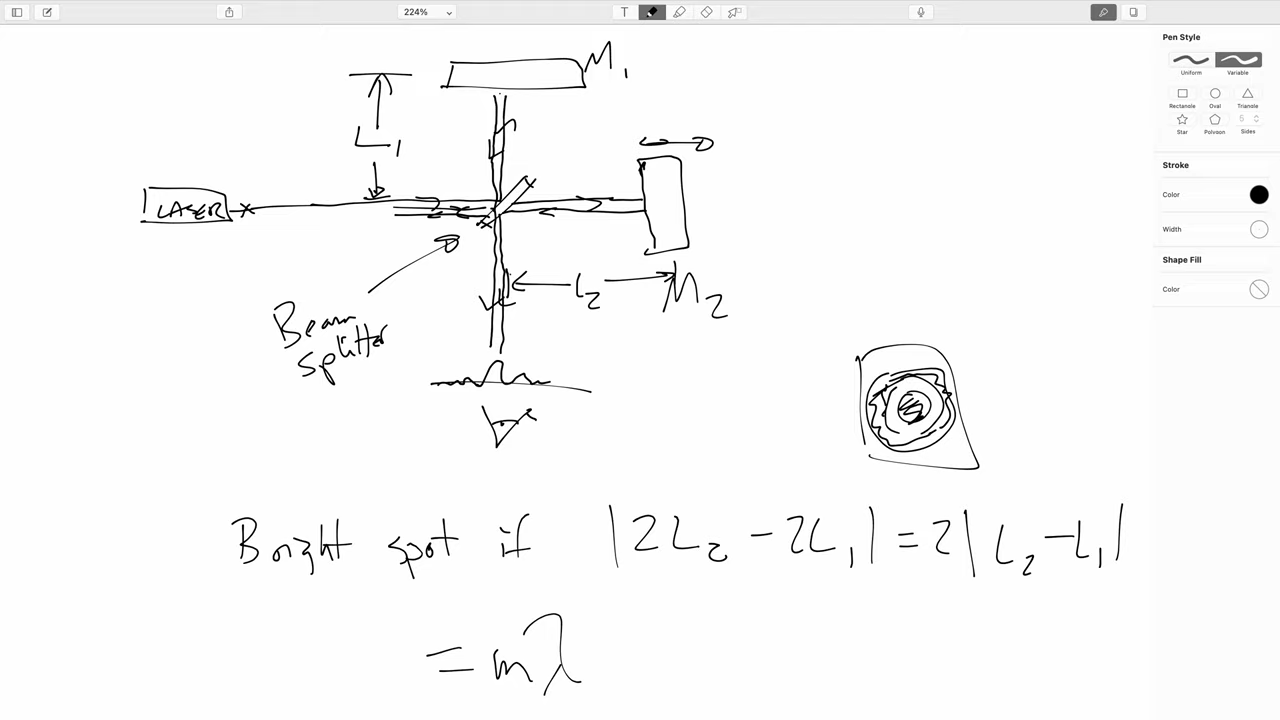 224%
T
Pen Style
Uniform
Variable
Rectangle
Oval
Triangle
Star
Polygon
5
Sides
Stroke
Color
Width
Shape Fill
Color
M1
L1
LASER
L2
M2
Beam
splitter
Bright spot if |2L2 - 2L1| = 2|L2 - L1|
= mλ